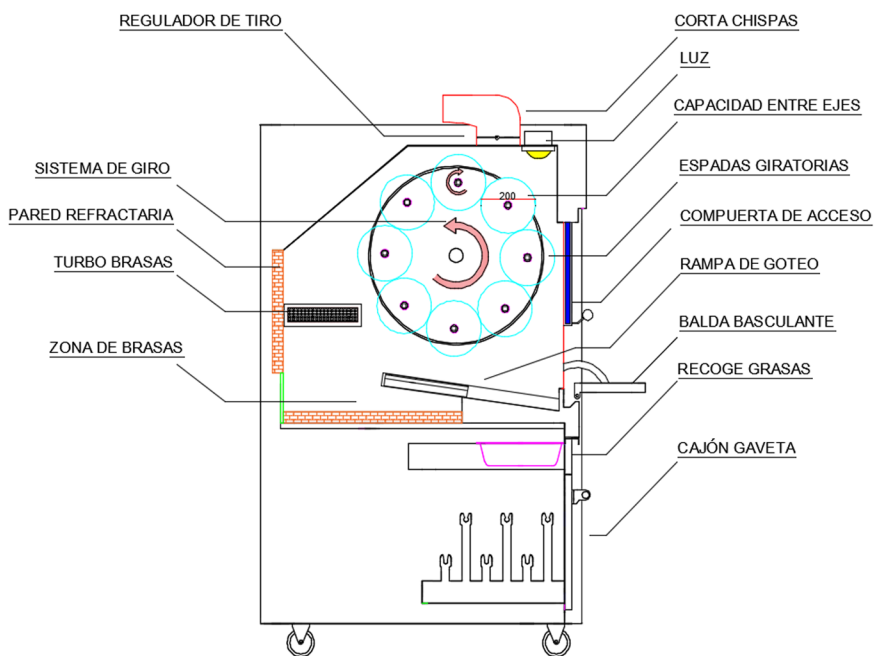 REGULADOR DE TIRO
CORTA CHISPAS
LUZ
CAPACIDAD ENTRE EJES
SISTEMA DE GIRO
ESPADAS GIRATORIAS
200
PARED REFRACTARIA
COMPUERTA DE ACCESO
TURBO BRASAS
RAMPA DE GOTEO
BALDA BASCULANTE
ZONA DE BRASAS
RECOGE GRASAS
CAJÓN GAVETA